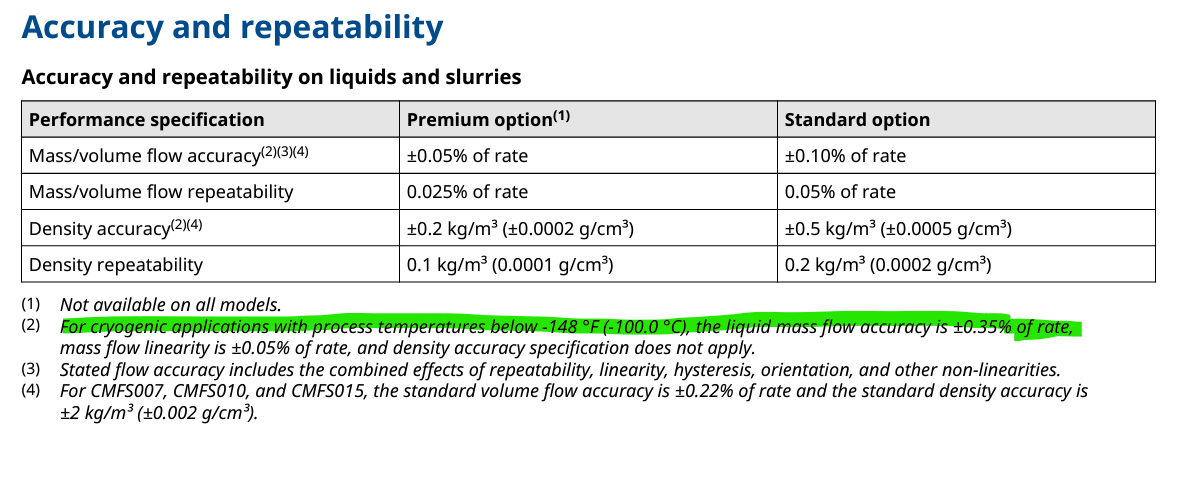 Accuracy and repeatability
Accuracy and repeatability on liquids and slurries
Performance specification Premium option(1) Standard option
Mass/volume flow accuracy(2)(3)(4) ±0.05% of rate ±0.10% of rate
Mass/volume flow repeatability 0.025% of rate 0.05% of rate
Density accuracy(2)(4) ±0.2 kg/m³ (±0.0002 g/cm³) ±0.5 kg/m³ (±0.0005 g/cm³)
Density repeatability 0.1 kg/m³ (0.0001 g/cm³) 0.2 kg/m³ (0.0002 g/cm³)
(1) Not available on all models.
(2) For cryogenic applications with process temperatures below -148 °F (-100.0 °C), the liquid mass flow accuracy is ±0.35% of rate,
mass flow linearity is ±0.05% of rate, and density accuracy specification does not apply.
(3) Stated flow accuracy includes the combined effects of repeatability, linearity, hysteresis, orientation, and other non-linearities.
(4) For CMFS007, CMFS010, and CMFS015, the standard volume flow accuracy is ±0.22% of rate and the standard density accuracy is
±2 kg/m³ (±0.002 g/cm³).